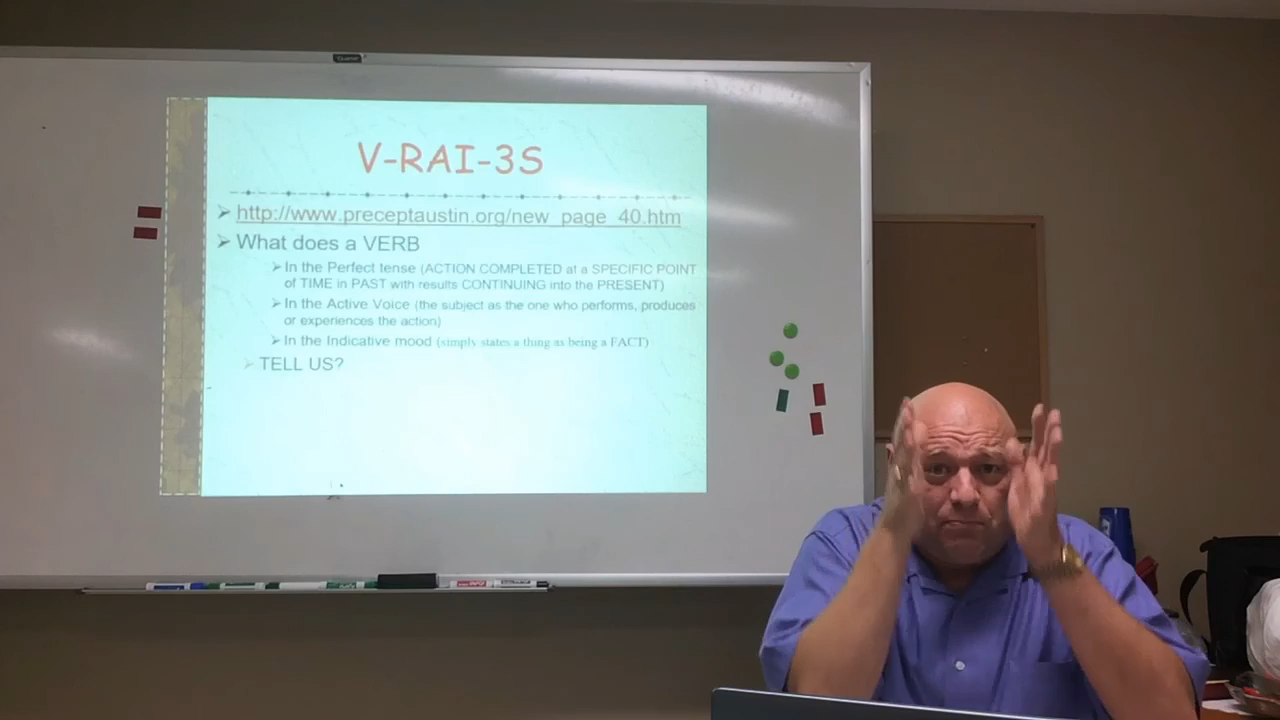 Quartet
V-RAI-3S
http://www.preceptaustin.org/new_page_40.htm
What does a VERB
In the Perfect tense (ACTION COMPLETED at a SPECIFIC POINT
of TIME in PAST with results CONTINUING into the PRESENT)
In the Active Voice (the subject as the one who performs, produces
or experiences the action)
In the Indicative mood (simply states a thing as being a FACT)
TELL US?